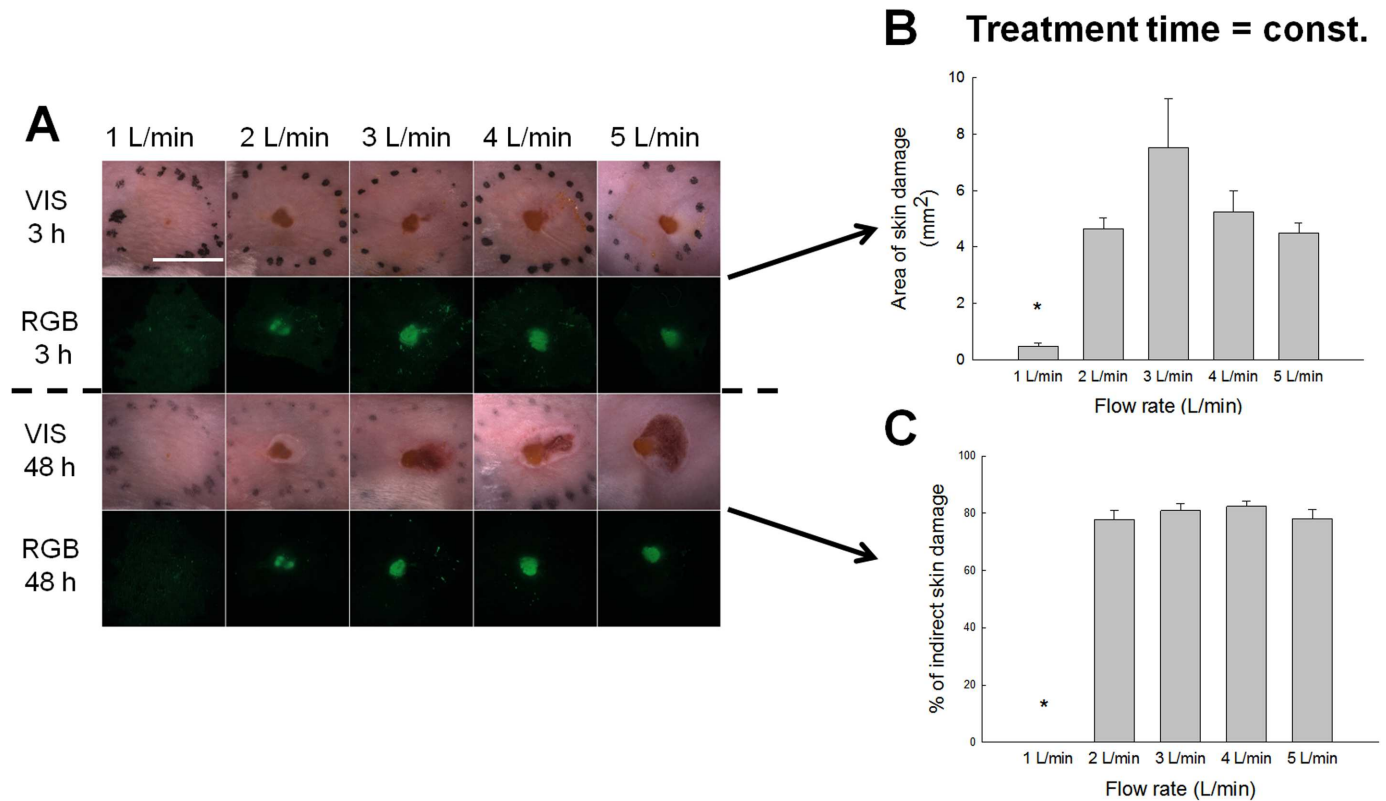 A
1 L/min 2 L/min 3 L/min 4 L/min 5 L/min
VIS
3 h
RGB
3 h
VIS
48 h
RGB
48 h
B
Treatment time = const.
Area of skin damage
(mm2)
10
8
6
4
2
0
*
1 L/min 2 L/min 3 L/min 4 L/min 5 L/min
Flow rate (L/min)
C
% of indirect skin damage
100
80
60
40
20
0
*
1 L/min 2 L/min 3 L/min 4 L/min 5 L/min
Flow rate (L/min)